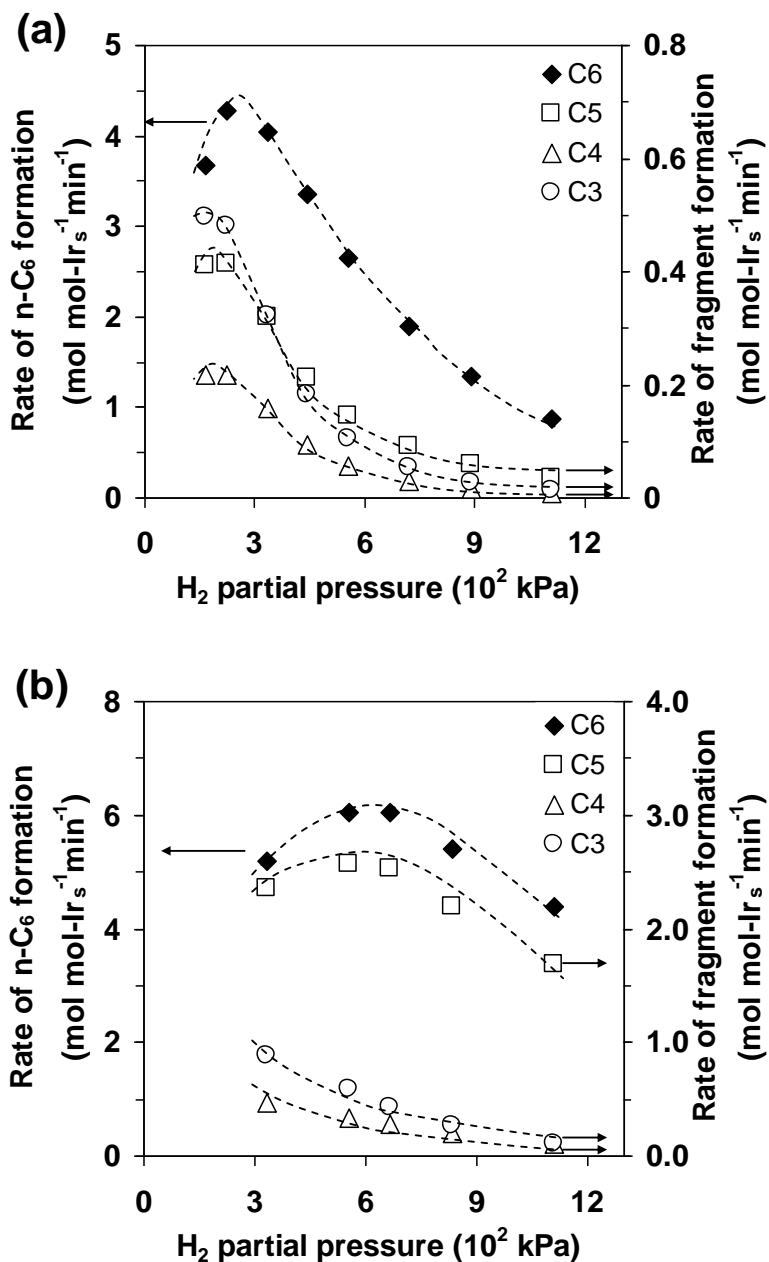 (a)
5
4
3
2
1
0
0.8
0.6
0.4
0.2
0
C6
C5
C4
C3
0 3 6 9 12
Rate of n-C₆ formation
(mol mol-Irₛ⁻¹min⁻¹)
Rate of fragment formation
(mol mol-Irₛ⁻¹min⁻¹)
H₂ partial pressure (10² kPa)
(b)
8
6
4
2
0
4.0
3.0
2.0
1.0
0.0
C6
C5
C4
C3
0 3 6 9 12
Rate of n-C₆ formation
(mol mol-Irₛ⁻¹min⁻¹)
Rate of fragment formation
(mol mol-Irₛ⁻¹min⁻¹)
H₂ partial pressure (10² kPa)